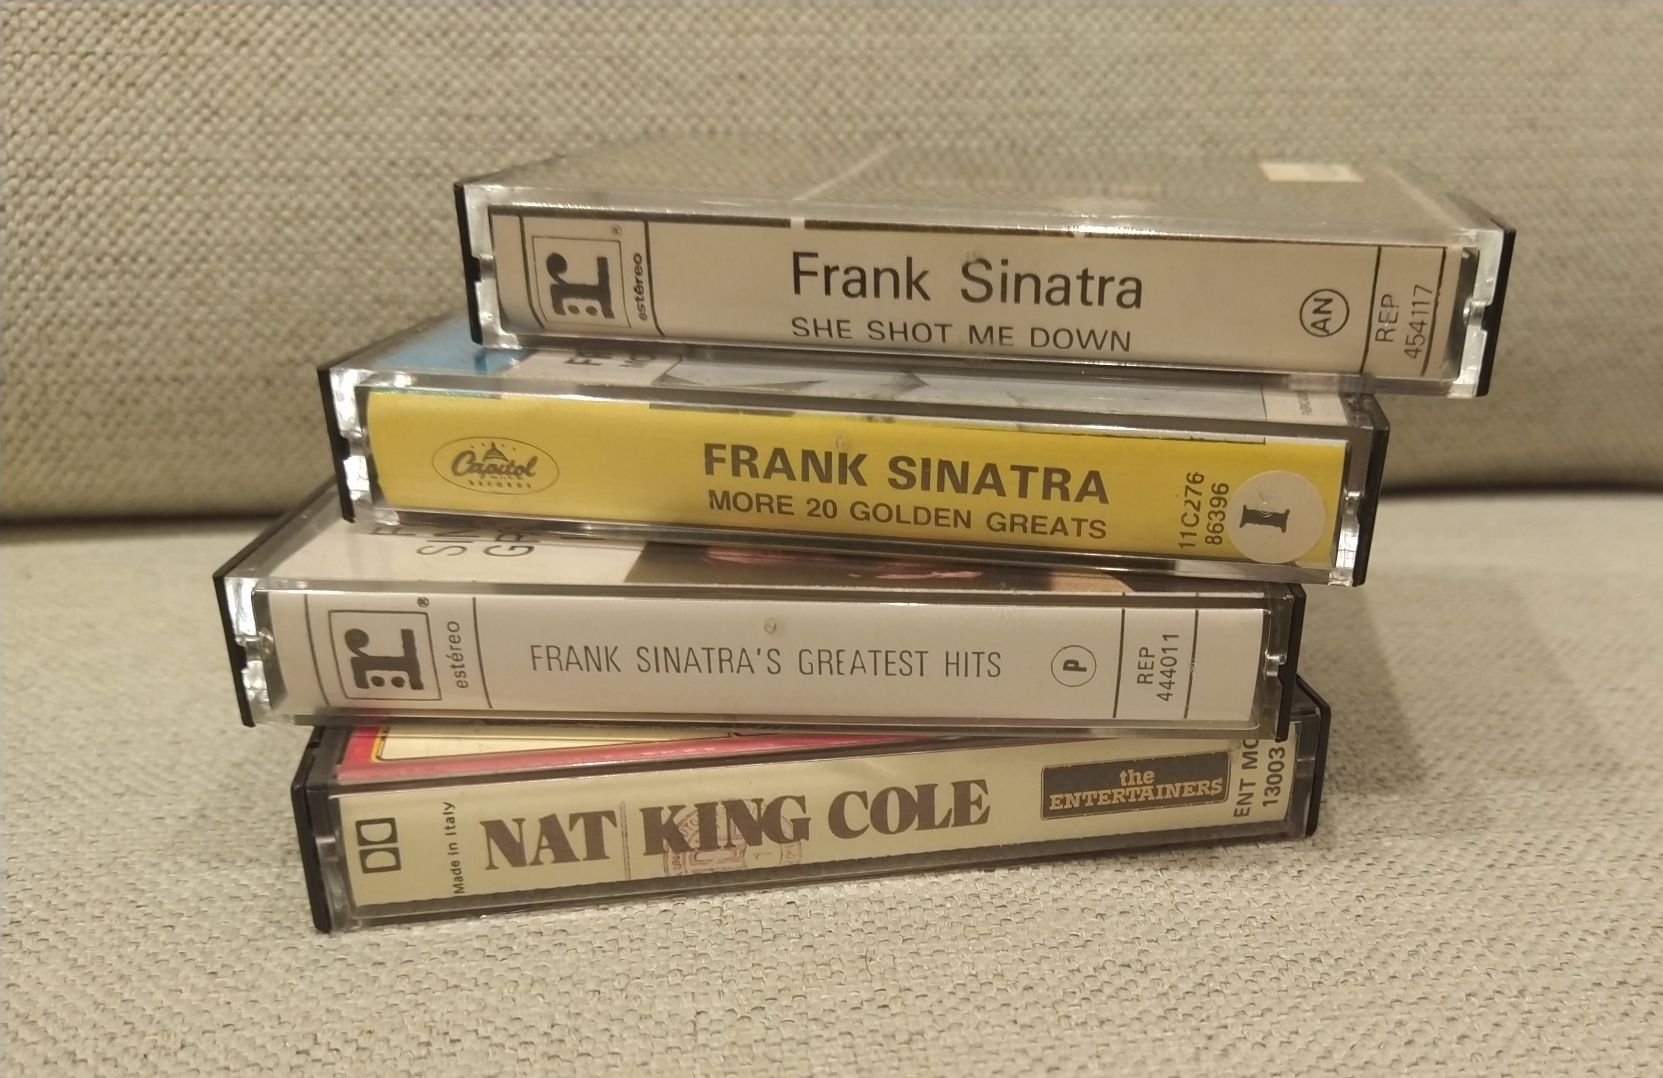 r
®
estéreo
Frank Sinatra
SHE SHOT ME DOWN
AN
REP
454117
Capitol
RECORDS
FRANK SINATRA
MORE 20 GOLDEN GREATS
11C276
86396
I
r
®
estéreo
FRANK SINATRA'S GREATEST HITS
P
REP
444011
Made in Italy
NAT KING COLE
the
ENTERTAINERS
ENT MC
13003